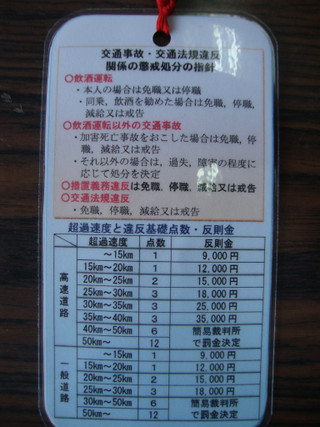 交通事故・交通法規違反
関係の懲戒処分の指針
○飲酒運転
・本人の場合は免職又は停職
・同乗，飲酒を勧めた場合は免職，停職，
減給又は戒告
○飲酒運転以外の交通事故
・加害死亡事故をおこした場合は免職，停
職，減給又は戒告
・それ以外の場合は，過失，障害の程度に
応じて処分を決定
○措置義務違反は免職，停職，減給又は戒告
○交通法規違反
・免職，停職，減給又は戒告
超過速度と違反基礎点数・反則金
超過速度 点数 反則金
高速道路
～15km 1 9,000円
15km～20km 1 12,000円
20km～25km 2 15,000円
25km～30km 3 18,000円
30km～35km 3 25,000円
35km～40km 3 35,000円
40km～50km 6 簡易裁判所
50km～ 12 で罰金決定
一般道路
～15km 1 9,000円
15km～20km 1 12,000円
20km～25km 2 15,000円
25km～30km 3 18,000円
30km～50km 6 簡易裁判所
50km～ 12 で罰金決定